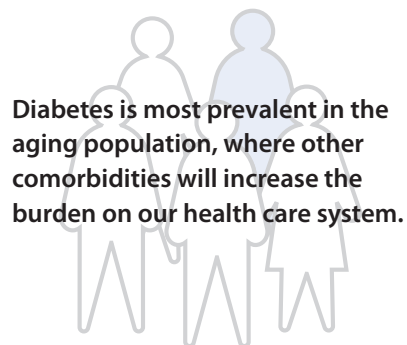 Diabetes is most prevalent in the
aging population, where other
comorbidities will increase the
burden on our health care system.